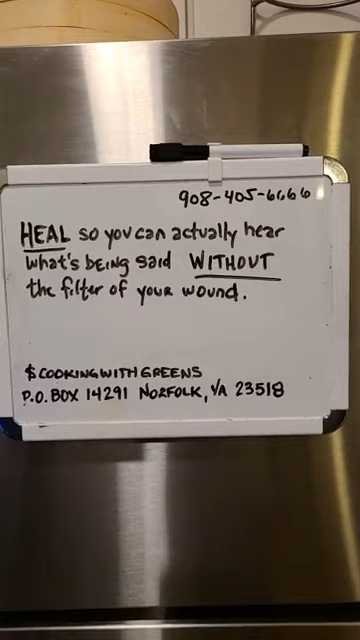 908-405-6666
HEAL so you can actually hear
what's BEING said WITHOUT
the filter of your wound.
$COOKINGWITHGREENS
P.O. BOX 14291 NORFOLK, VA 23518